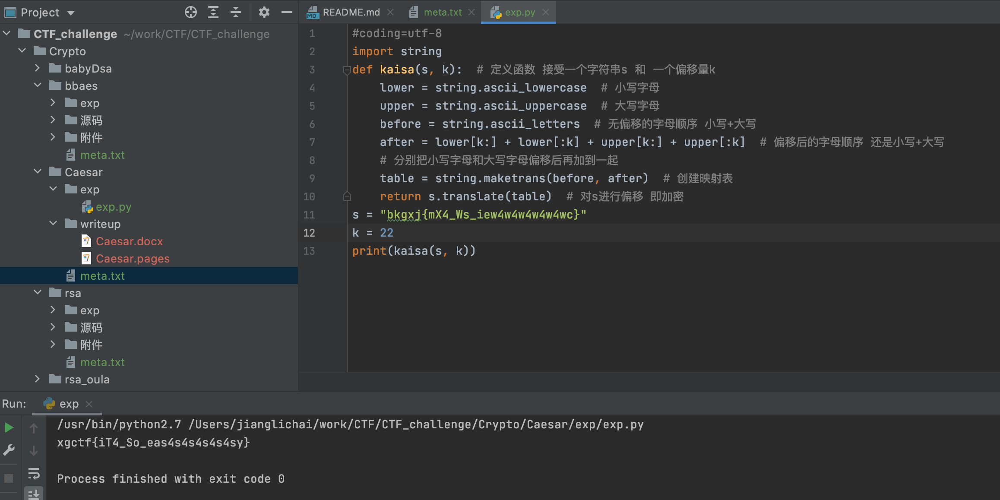 Project
README.md
meta.txt
exp.py
CTF_challenge ~/work/CTF/CTF_challenge
Crypto
babyDsa
bbaes
exp
源码
附件
meta.txt
Caesar
exp
exp.py
writeup
Caesar.docx
Caesar.pages
meta.txt
rsa
exp
源码
附件
meta.txt
rsa_oula
1 #coding=utf-8
2 import string
3 def kaisa(s, k):  # 定义函数 接受一个字符串s 和 一个偏移量k
4     lower = string.ascii_lowercase  # 小写字母
5     upper = string.ascii_uppercase  # 大写字母
6     before = string.ascii_letters  # 无偏移的字母顺序 小写+大写
7     after = lower[k:] + lower[:k] + upper[k:] + upper[:k]  # 偏移后的字母顺序 还是小写+大写
8     # 分别把小写字母和大写字母偏移后再加到一起
9     table = string.maketrans(before, after)  # 创建映射表
10     return s.translate(table)  # 对s进行偏移 即加密
11 s = "bkgxj{mX4_Ws_iew4w4w4w4w4wc}"
12 k = 22
13 print(kaisa(s, k))
Run: exp
/usr/bin/python2.7 /Users/jianglichai/work/CTF/CTF_challenge/Crypto/Caesar/exp/exp.py
xgctf{iT4_So_eas4s4s4s4s4sy}
Process finished with exit code 0